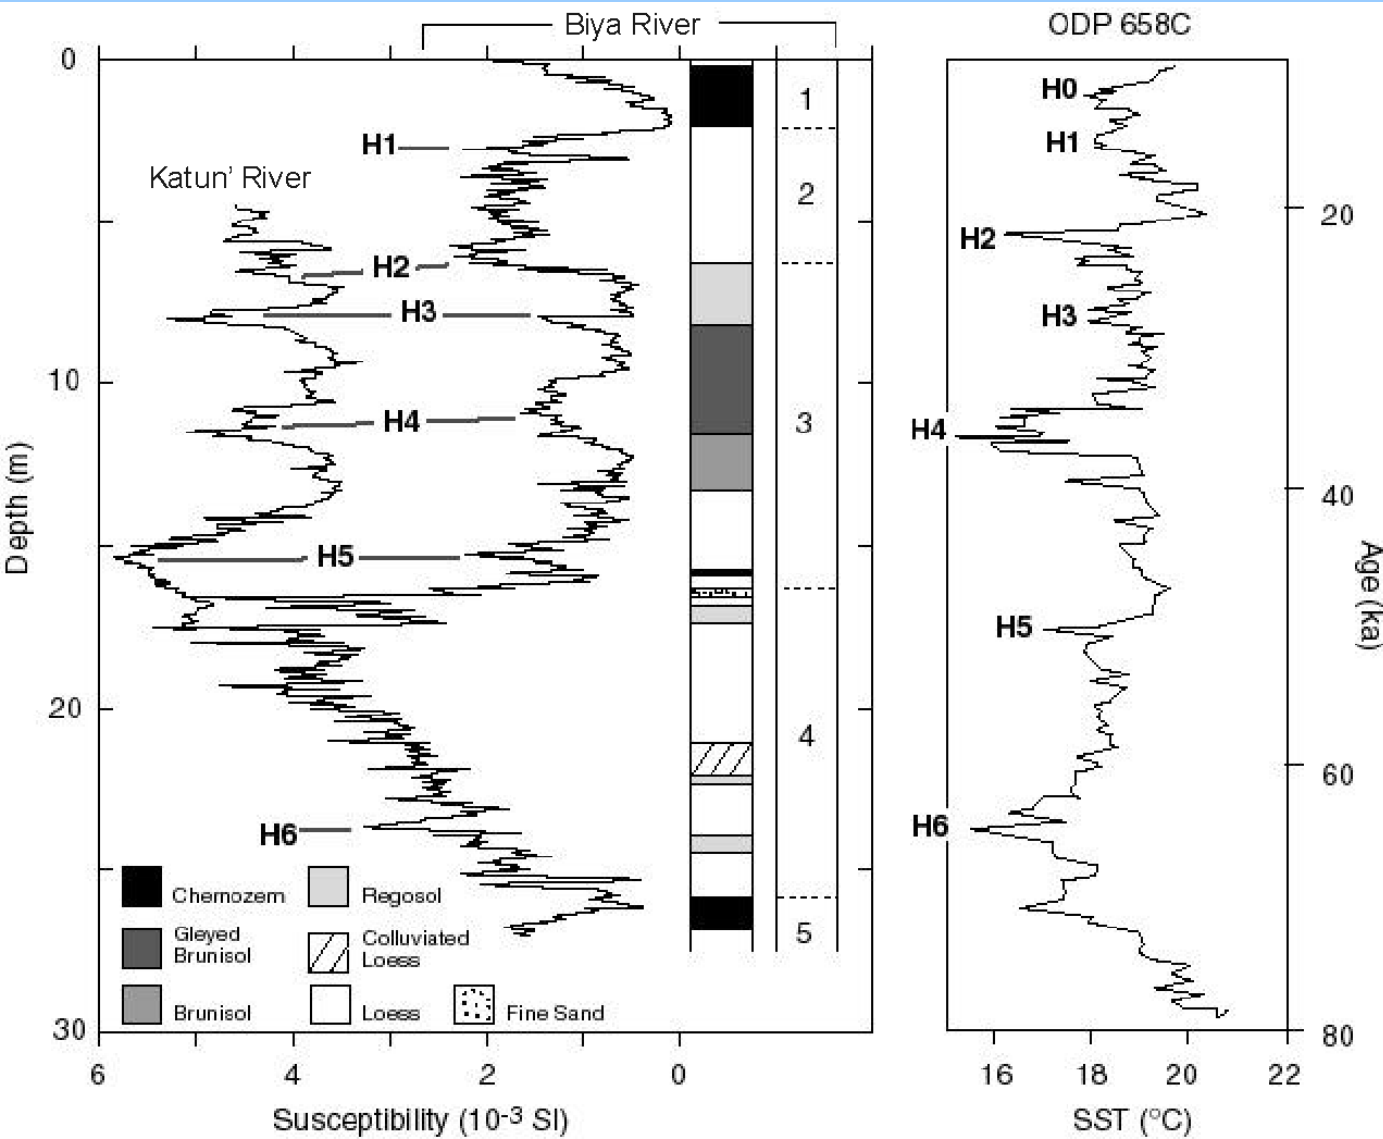 Biya River
ODP 658C
0
1
H0
H1
H1
Katun' River
2
20
H2
H2
H3
H3
10
H4
3
H4
Depth (m)
40
H5
Age (ka)
H5
20
4
60
H6
H6
Chernozem
Regosol
Gleyed
Brunisol
Colluviated
Loess
5
Brunisol
Loess
Fine Sand
30
80
6
4
2
0
16
18
20
22
Susceptibility (10-3 SI)
SST (°C)